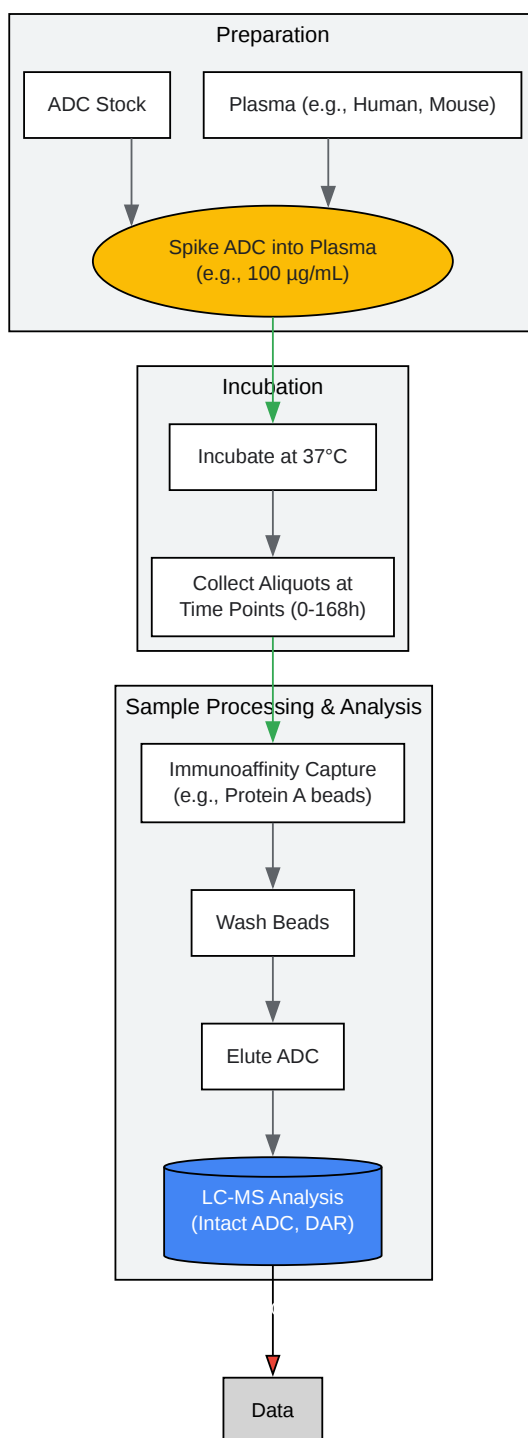 Preparation
ADC Stock
Plasma (e.g., Human, Mouse)
Spike ADC into Plasma
(e.g., 100 µg/mL)
Incubation
Incubate at 37°C
Collect Aliquots at
Time Points (0-168h)
Sample Processing & Analysis
Immunoaffinity Capture
(e.g., Protein A beads)
Wash Beads
Elute ADC
LC-MS Analysis
(Intact ADC, DAR)
Data